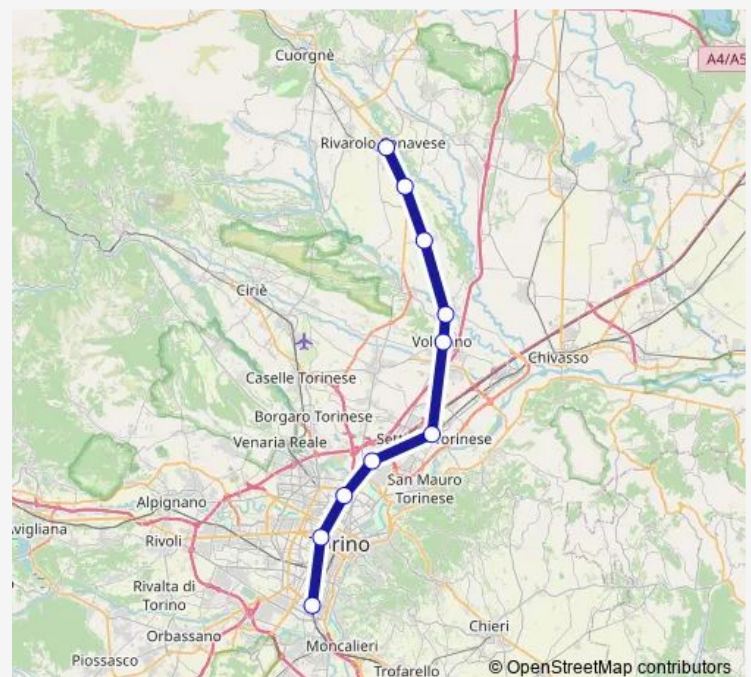 Cuorgnè
A4/A5
Rivarolo Canavese
Ciriè
Volpiano
Chivasso
Caselle Torinese
Borgaro Torinese
Venaria Reale
Settimo Torinese
San Mauro
Torinese
Alpignano
Avigliana
Rivoli
Torino
Rivalta di
Torino
Orbassano
Chieri
Moncalieri
Piossasco
Trofarello
© OpenStreetMap contributors